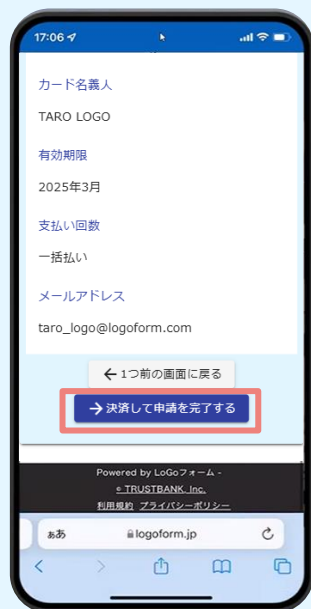 17:06
カード名義人
TARO LOGO
有効期限
2025年3月
支払い回数
一括払い
メールアドレス
taro_logo@logoform.com
← 1つ前の画面に戻る
→ 決済して申請を完了する
Powered by LoGoフォーム -
© TRUSTBANK, Inc.
利用規約 プライバシーポリシー
ぁあ logoform.jp